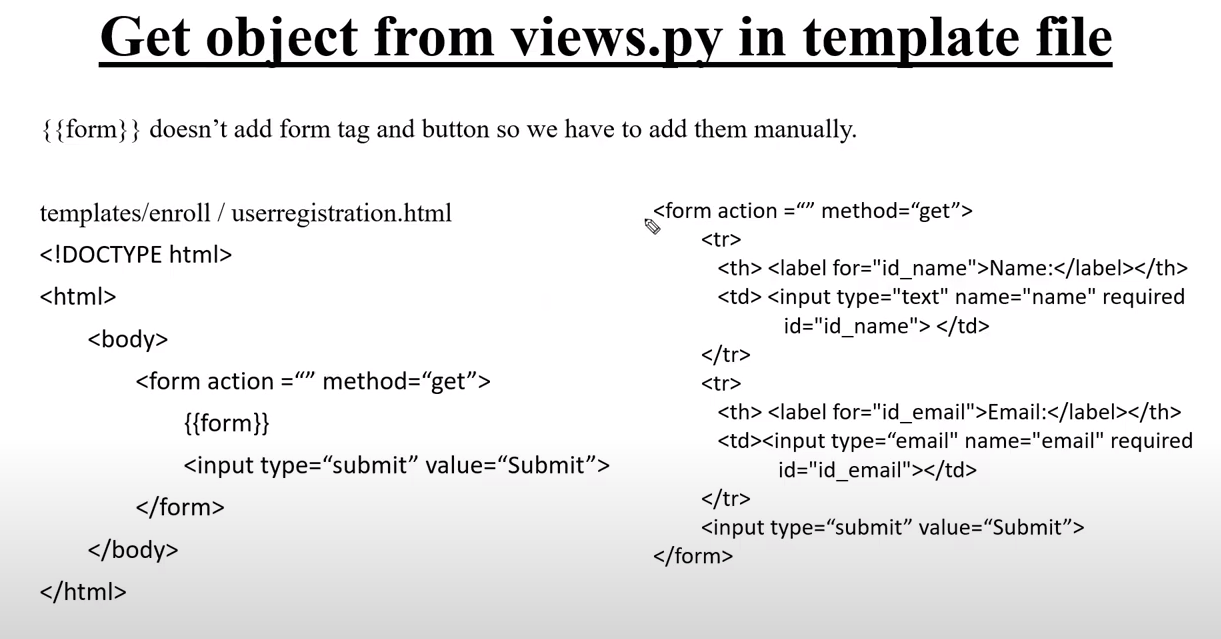 Get object from views.py in template file
{{form}} doesn’t add form tag and button so we have to add them manually.
templates/enroll / userregistration.html
<!DOCTYPE html>
<html>
<body>
<form action =“” method=“get”>
{{form}}
<input type=“submit” value=“Submit”>
</form>
</body>
</html>
<form action =“” method=“get”>
<tr>
<th> <label for="id_name">Name:</label></th>
<td> <input type="text" name="name" required
id="id_name"> </td>
</tr>
<tr>
<th> <label for="id_email">Email:</label></th>
<td><input type=“email" name="email" required
id="id_email"></td>
</tr>
<input type=“submit” value=“Submit”>
</form>